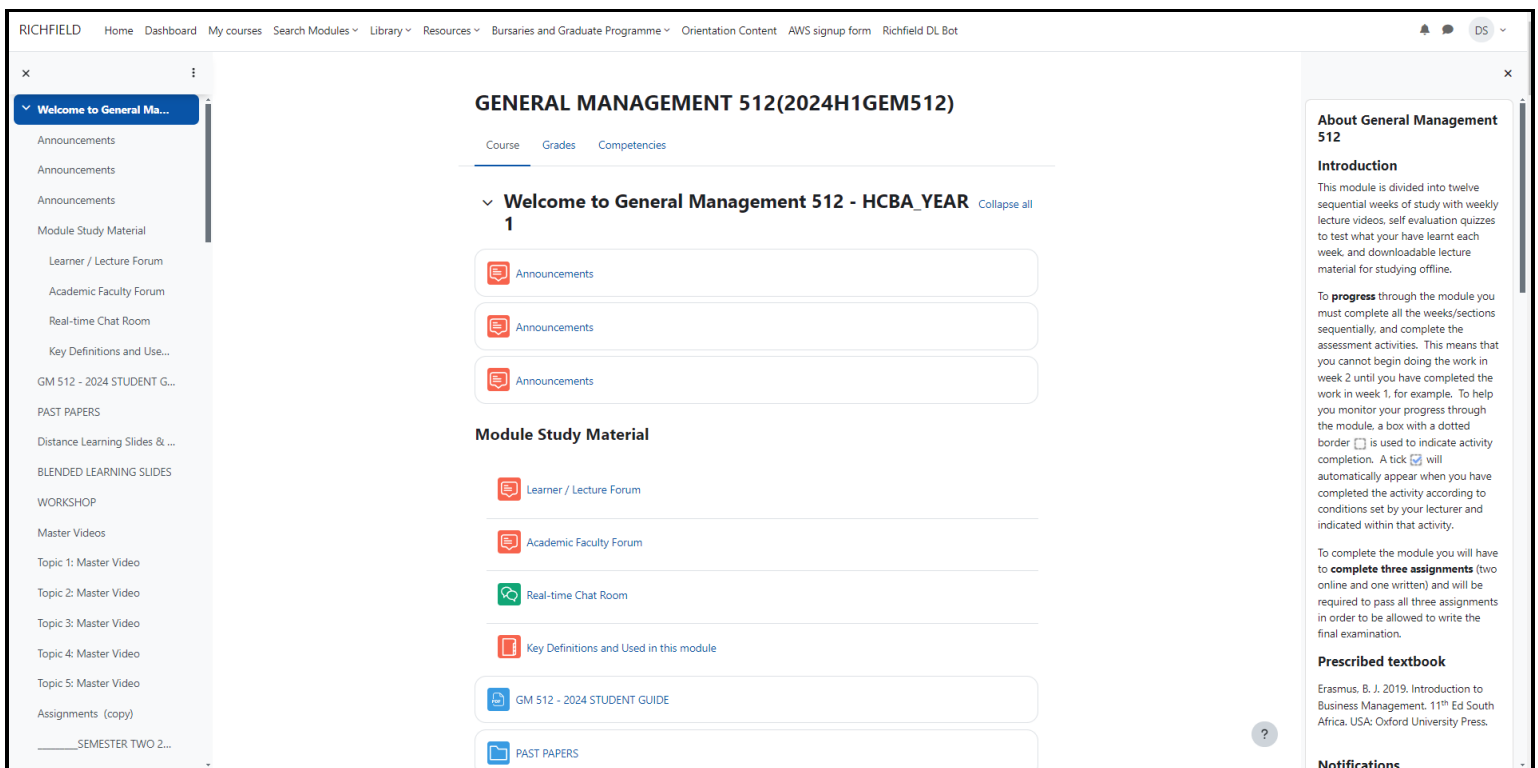 RICHFIELD Home Dashboard My courses Search Modules Library Resources Bursaries and Graduate Programme Orientation Content AWS signup form Richfield DL Bot DS
Welcome to General Ma...
Announcements
Announcements
Announcements
Module Study Material
Learner / Lecture Forum
Academic Faculty Forum
Real-time Chat Room
Key Definitions and Use...
GM 512 - 2024 STUDENT G...
PAST PAPERS
Distance Learning Slides & ...
BLENDED LEARNING SLIDES
WORKSHOP
Master Videos
Topic 1: Master Video
Topic 2: Master Video
Topic 3: Master Video
Topic 4: Master Video
Topic 5: Master Video
Assignments (copy)
________SEMESTER TWO 2...
GENERAL MANAGEMENT 512(2024H1GEM512)
Course Grades Competencies
Welcome to General Management 512 - HCBA_YEAR Collapse all
1
Announcements
Announcements
Announcements
Module Study Material
Learner / Lecture Forum
Academic Faculty Forum
Real-time Chat Room
Key Definitions and Used in this module
PDF
GM 512 - 2024 STUDENT GUIDE
PAST PAPERS
?
About General Management
512
Introduction
This module is divided into twelve
sequential weeks of study with weekly
lecture videos, self evaluation quizzes
to test what your have learnt each
week, and downloadable lecture
material for studying offline.
To progress through the module you
must complete all the weeks/sections
sequentially, and complete the
assessment activities. This means that
you cannot begin doing the work in
week 2 until you have completed the
work in week 1, for example. To help
you monitor your progress through
the module, a box with a dotted
border is used to indicate activity
completion. A tick will
automatically appear when you have
completed the activity according to
conditions set by your lecturer and
indicated within that activity.
To complete the module you will have
to complete three assignments (two
online and one written) and will be
required to pass all three assignments
in order to be allowed to write the
final examination.
Prescribed textbook
Erasmus, B. J. 2019. Introduction to
Business Management. 11th Ed South
Africa. USA: Oxford University Press.
Notifications